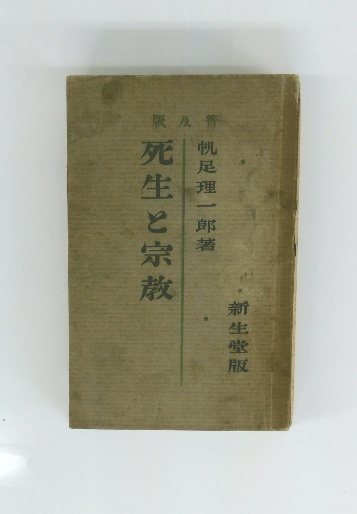 普及版
帆足理一郎著
死生と宗教
新生堂版